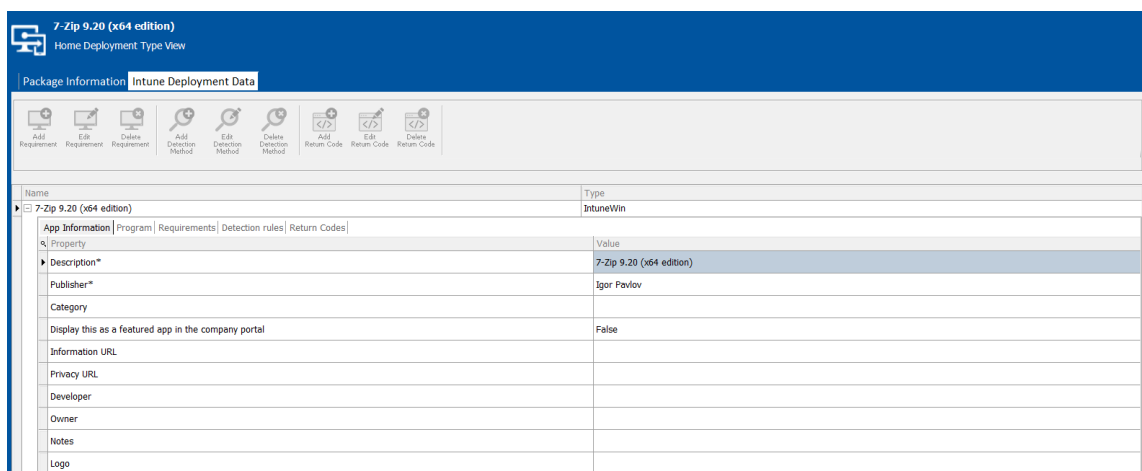 7-Zip 9.20 (x64 edition)
Home Deployment Type View
Package Information Intune Deployment Data
Add Requirement Edit Requirement Delete Requirement Add Detection Method Edit Detection Method Delete Detection Method Add Return Code Edit Return Code Delete Return Code
Name Type
7-Zip 9.20 (x64 edition) IntuneWin
App Information Program Requirements Detection rules Return Codes
Property Value
Description* 7-Zip 9.20 (x64 edition)
Publisher* Igor Pavlov
Category
Display this as a featured app in the company portal False
Information URL
Privacy URL
Developer
Owner
Notes
Logo